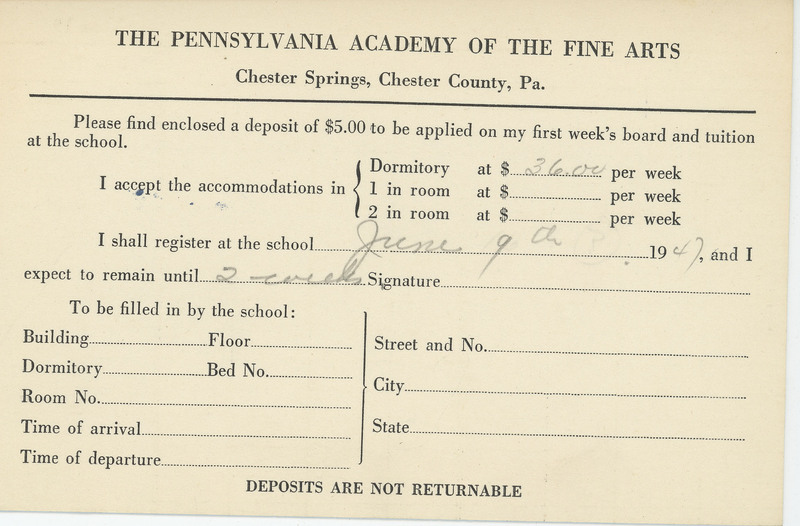 THE PENNSYLVANIA ACADEMY OF THE FINE ARTS
Chester Springs, Chester County, Pa.
Please find enclosed a deposit of $5.00 to be applied on my first week's board and tuition
at the school.
I accept the accommodations in { Dormitory at $ 36.00 per week
1 in room at $ per week
2 in room at $ per week
I shall register at the school June 9th 1947, and I
expect to remain until 2 weeks Signature
To be filled in by the school:
Building Floor
Dormitory Bed No.
Room No.
Time of arrival
Time of departure
Street and No.
City
State
DEPOSITS ARE NOT RETURNABLE